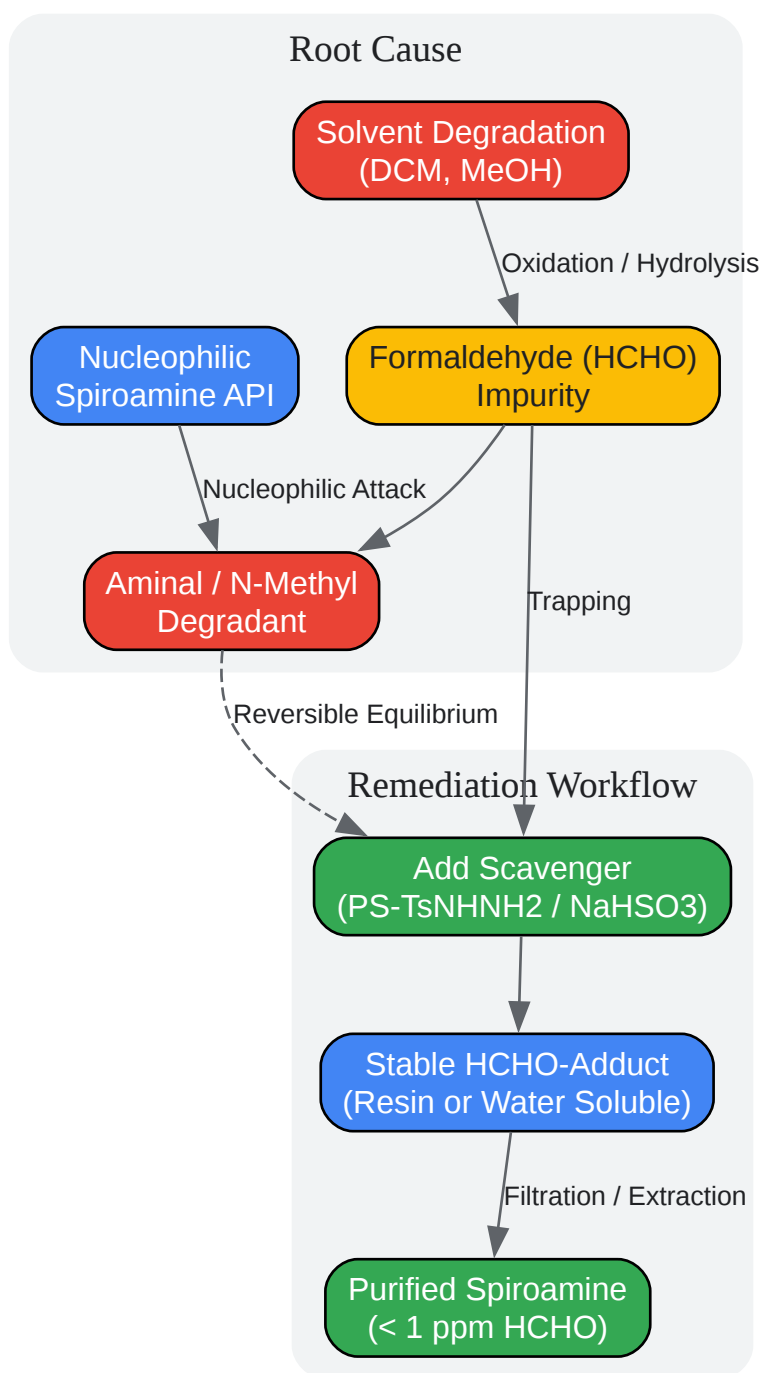 Root Cause
Solvent Degradation
(DCM, MeOH)
Oxidation / Hydrolysis
Nucleophilic
Spiroamine API
Formaldehyde (HCHO)
Impurity
Nucleophilic Attack
Aminal / N-Methyl
Degradant
Trapping
Reversible Equilibrium
Remediation Workflow
Add Scavenger
(PS-TsNHNH2 / NaHSO3)
Stable HCHO-Adduct
(Resin or Water Soluble)
Filtration / Extraction
Purified Spiroamine
(< 1 ppm HCHO)